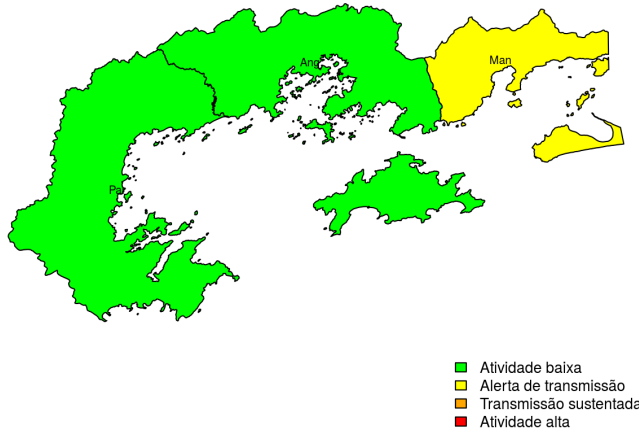 Ang
Man
Par
Atividade baixa
Alerta de transmissão
Transmissão sustentada
Atividade alta